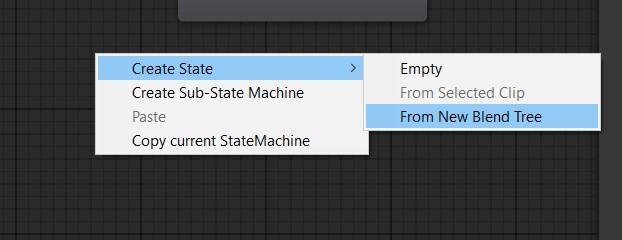 Create State
Create Sub-State Machine
Paste
Copy current StateMachine
Empty
From Selected Clip
From New Blend Tree